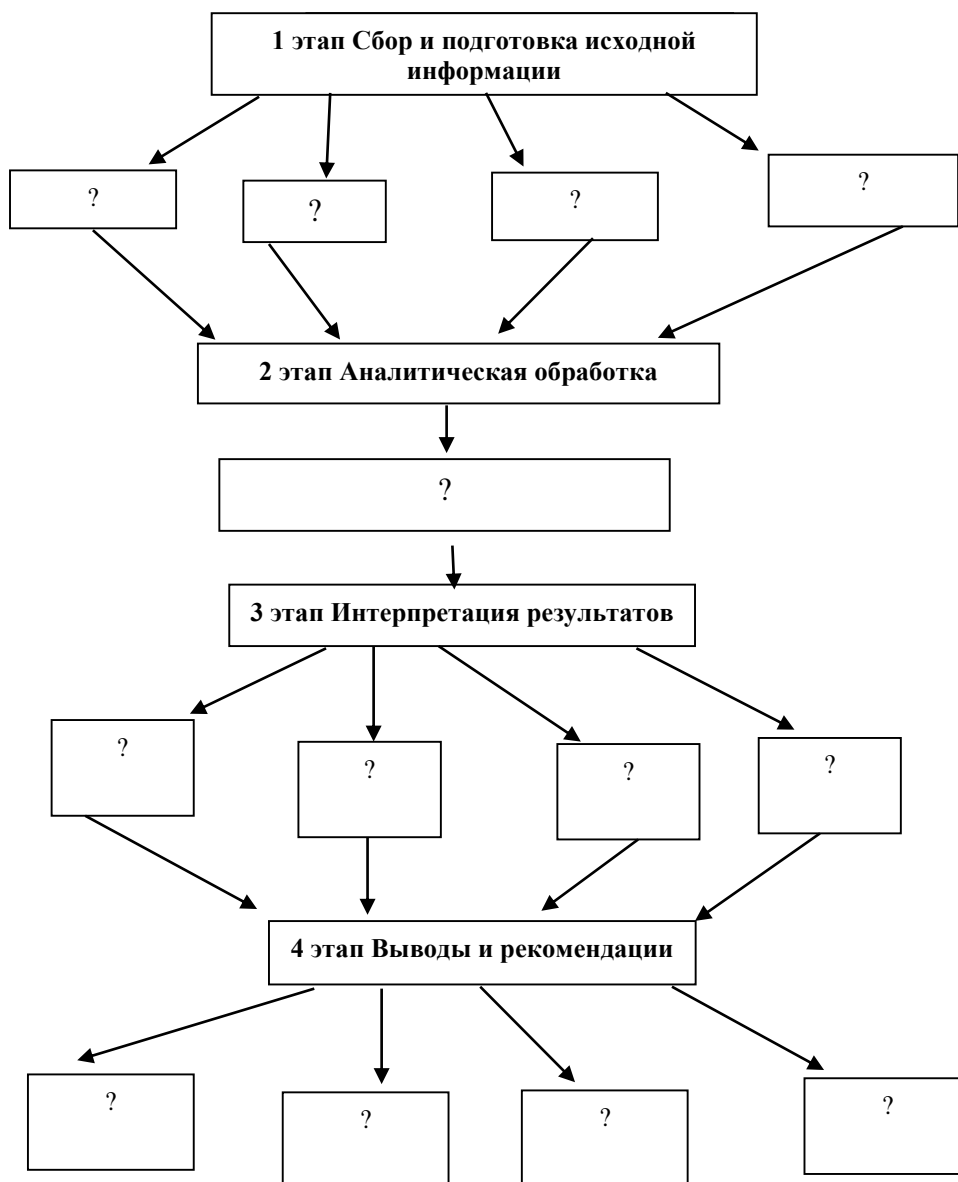 1 этап Сбор и подготовка исходной
информации
?
?
?
?
2 этап Аналитическая обработка
?
3 этап Интерпретация результатов
?
?
?
?
4 этап Выводы и рекомендации
?
?
?
?